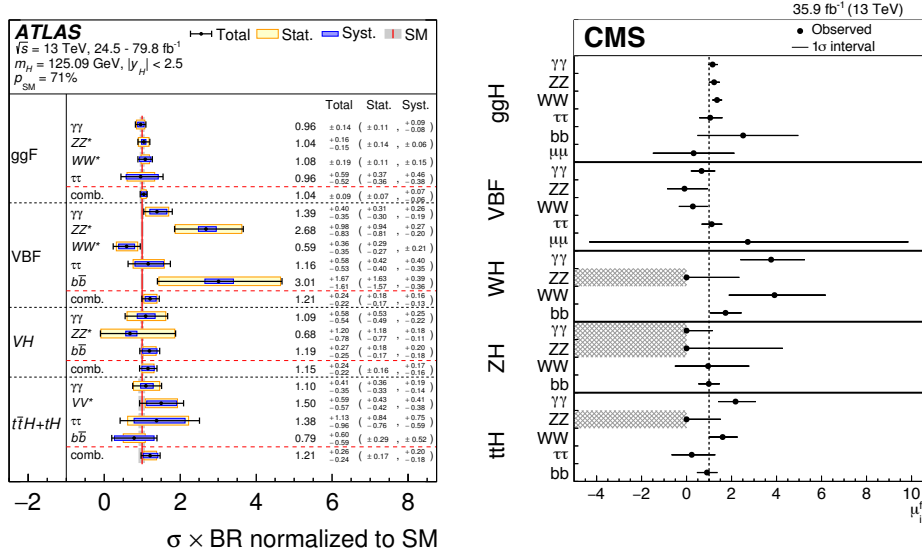 ATLAS
√s = 13 TeV, 24.5 - 79.8 fb⁻¹
m_H = 125.09 GeV, |y_H| < 2.5
p_SM = 71%
Total Stat. Syst. SM
Total Stat. Syst.
ggF
γγ 0.96 ± 0.14 ( ± 0.11 , +0.09 −0.08 )
ZZ* 1.04 +0.16 −0.15 ( ± 0.14 , ± 0.06 )
WW* 1.08 ± 0.19 ( ± 0.11 , ± 0.15 )
ττ 0.96 +0.59 −0.52 ( +0.37 −0.36 , +0.46 −0.38 )
comb. 1.04 ± 0.09 ( ± 0.07 , +0.07 −0.06 )
VBF
γγ 1.39 +0.40 −0.35 ( +0.31 −0.30 , +0.26 −0.19 )
ZZ* 2.68 +0.98 −0.83 ( +0.94 −0.81 , +0.27 −0.20 )
WW* 0.59 +0.36 −0.35 ( +0.29 −0.27 , ± 0.21 )
ττ 1.16 +0.58 −0.53 ( +0.42 −0.40 , +0.40 −0.35 )
bb̅ 3.01 +1.67 −1.61 ( +1.63 −1.57 , +0.39 −0.36 )
comb. 1.21 +0.24 −0.22 ( +0.18 −0.17 , +0.16 −0.13 )
VH
γγ 1.09 +0.58 −0.54 ( +0.53 −0.49 , +0.25 −0.22 )
ZZ* 0.68 +1.20 −0.78 ( +1.18 −0.77 , +0.18 −0.11 )
bb̅ 1.19 +0.27 −0.25 ( +0.18 −0.17 , +0.20 −0.18 )
comb. 1.15 +0.24 −0.22 ( ± 0.16 , +0.17 −0.16 )
tt̅H+tH
γγ 1.10 +0.41 −0.35 ( +0.36 −0.33 , +0.19 −0.14 )
VV* 1.50 +0.59 −0.57 ( +0.43 −0.42 , +0.41 −0.38 )
ττ 1.38 +1.13 −0.96 ( +0.84 −0.76 , +0.75 −0.59 )
bb̅ 0.79 +0.60 −0.59 ( ± 0.29 , ± 0.52 )
comb. 1.21 +0.26 −0.24 ( ± 0.17 , +0.20 −0.18 )
−2 0 2 4 6 8
σ × BR normalized to SM
35.9 fb⁻¹ (13 TeV)
CMS
Observed
1σ interval
ggH
γγ
ZZ
WW
ττ
bb
μμ
VBF
γγ
ZZ
WW
ττ
μμ
WH
γγ
ZZ
WW
bb
ZH
γγ
ZZ
WW
bb
ttH
γγ
ZZ
WW
ττ
bb
−4 −2 0 2 4 6 8 10
μ_i^f